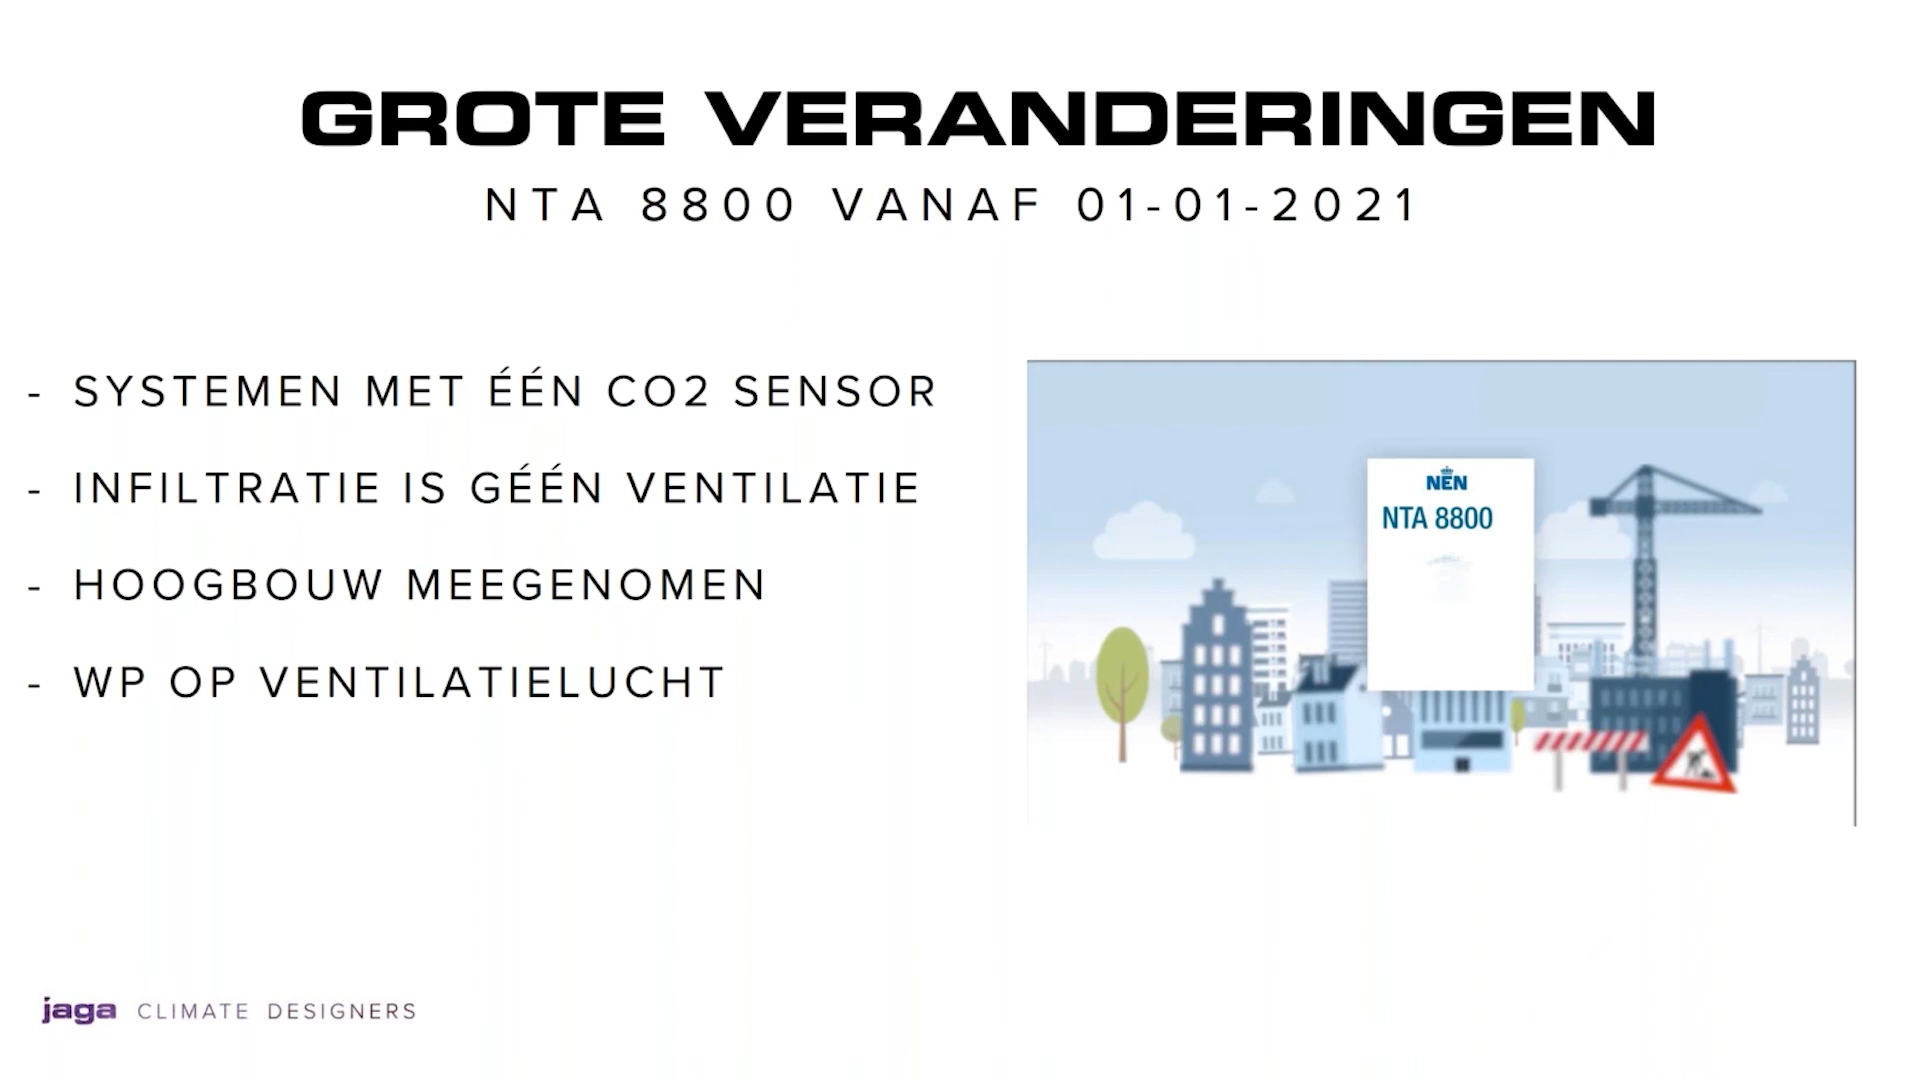 GROTE VERANDERINGEN
NTA 8800 VANAF 01-01-2021
- SYSTEMEN MET ÉÉN CO2 SENSOR
- INFILTRATIE IS GÉÉN VENTILATIE
- HOOGBOUW MEEGENOMEN
- WP OP VENTILATIELUCHT
NEN
NTA 8800
jaga CLIMATE DESIGNERS